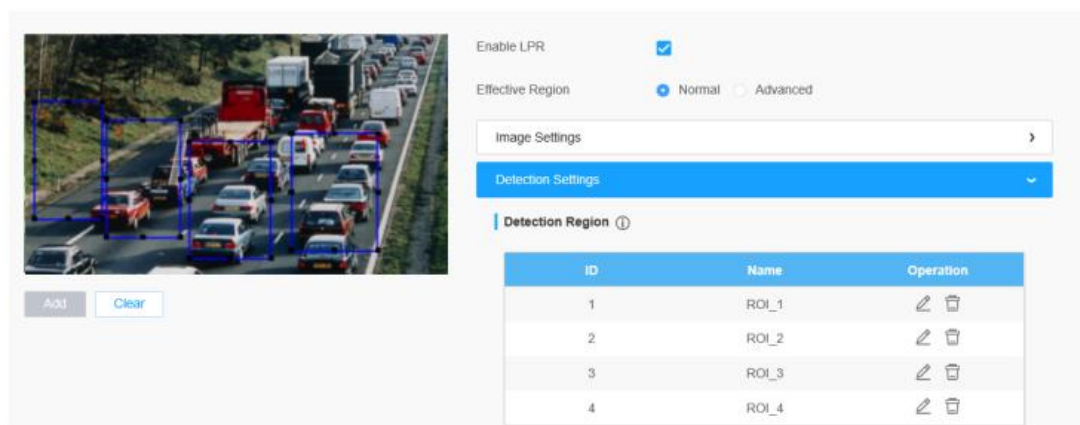 Enable LPR
Effective Region Normal Advanced
Image Settings
Detection Settings
Detection Region
ID Name Operation
1 ROI_1
2 ROI_2
3 ROI_3
4 ROI_4
Add Clear